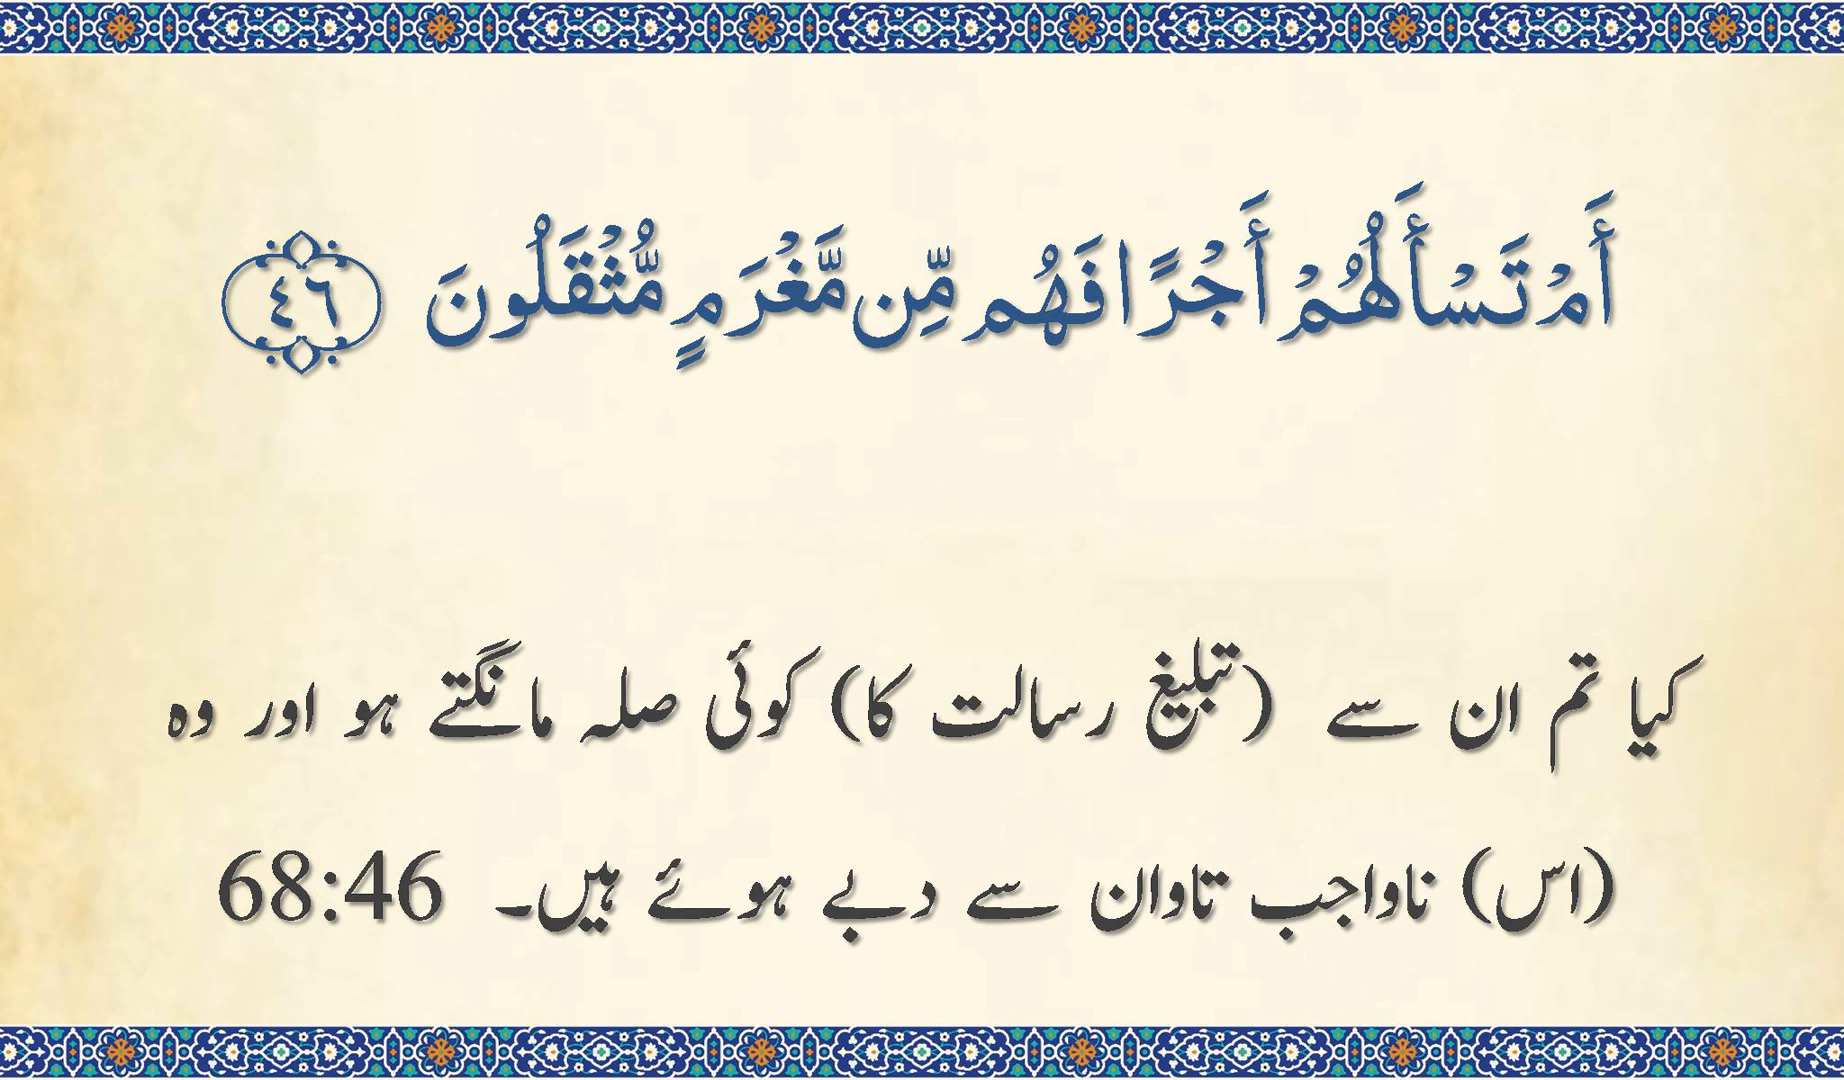 أَمْ تَسْأَلُهُمْ أَجْرًا فَهُم مِّن مَّغْرَمٍ مُّثْقَلُونَ ﴿٤٦﴾
کیا تم ان سے (تبلیغ رسالت کا) کوئی صلہ مانگتے ہو اور وہ
(اس) ناواجب تاوان سے دبے ہوئے ہیں۔ 68:46